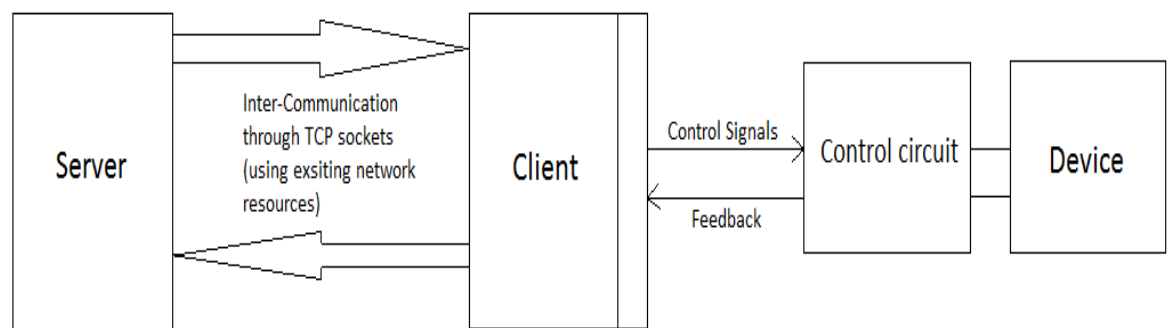 Server
Inter-Communication
through TCP sockets
(using exsiting network
resources)
Client
Control Signals
Feedback
Control circuit
Device